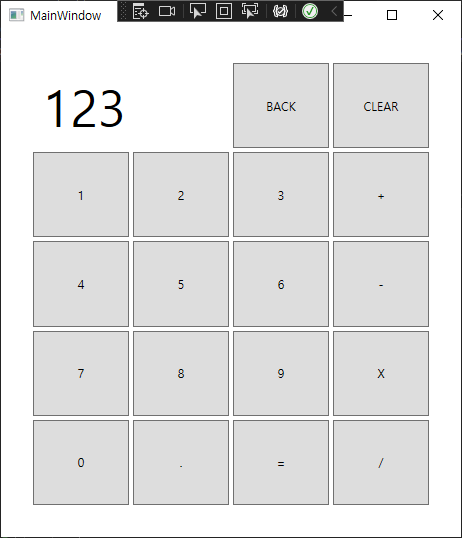 MainWindow
123 BACK CLEAR
1 2 3 +
4 5 6 -
7 8 9 X
0 . = /